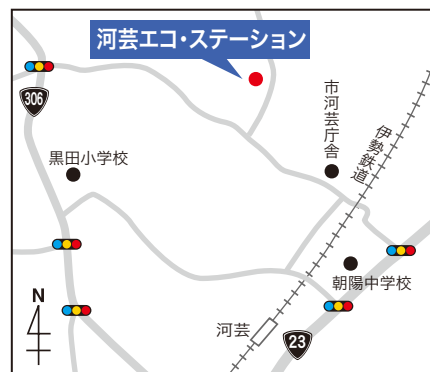 河芸エコ・ステーション
306
黒田小学校
市河芸庁舎
伊勢鉄道
朝陽中学校
N
河芸
23